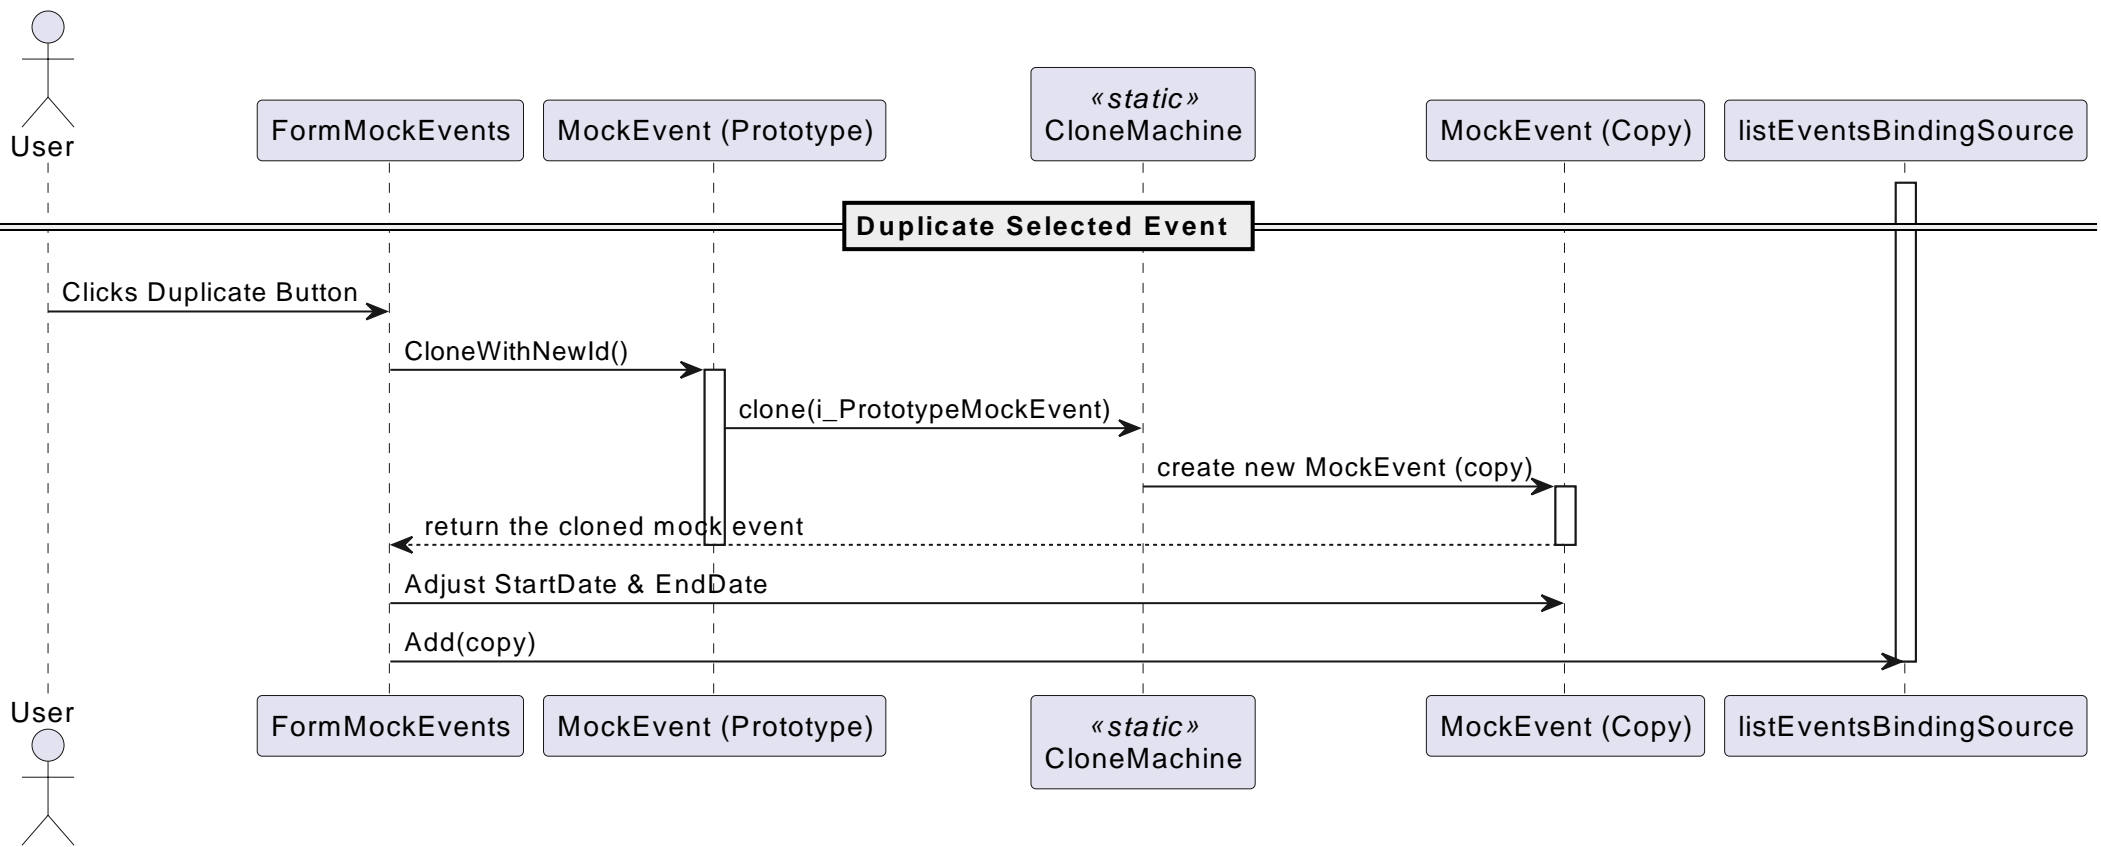 User
FormMockEvents
MockEvent (Prototype)
«static»
CloneMachine
MockEvent (Copy)
listEventsBindingSource
Duplicate Selected Event
Clicks Duplicate Button
CloneWithNewId()
clone(i_PrototypeMockEvent)
create new MockEvent (copy)
return the cloned mock event
Adjust StartDate & EndDate
Add(copy)
User
FormMockEvents
MockEvent (Prototype)
«static»
CloneMachine
MockEvent (Copy)
listEventsBindingSource